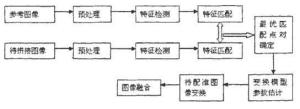 参考图像
预处理
特征检测
特征匹配
最优匹
配点对
确定
待拼接图
像
预处理
特征检测
特征匹配
图像融合
待配准图
像变换
变换模型
参数估计